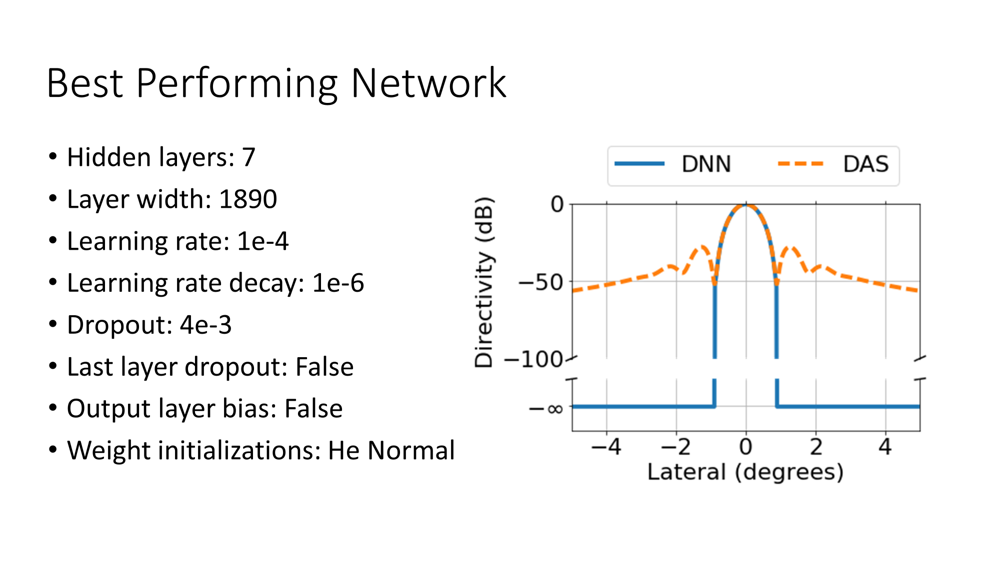 Best Performing Network
• Hidden layers: 7
• Layer width: 1890
• Learning rate: 1e-4
• Learning rate decay: 1e-6
• Dropout: 4e-3
• Last layer dropout: False
• Output layer bias: False
• Weight initializations: He Normal
DNN DAS
Directivity (dB)
0
−50
−100
−∞
−4 −2 0 2 4
Lateral (degrees)